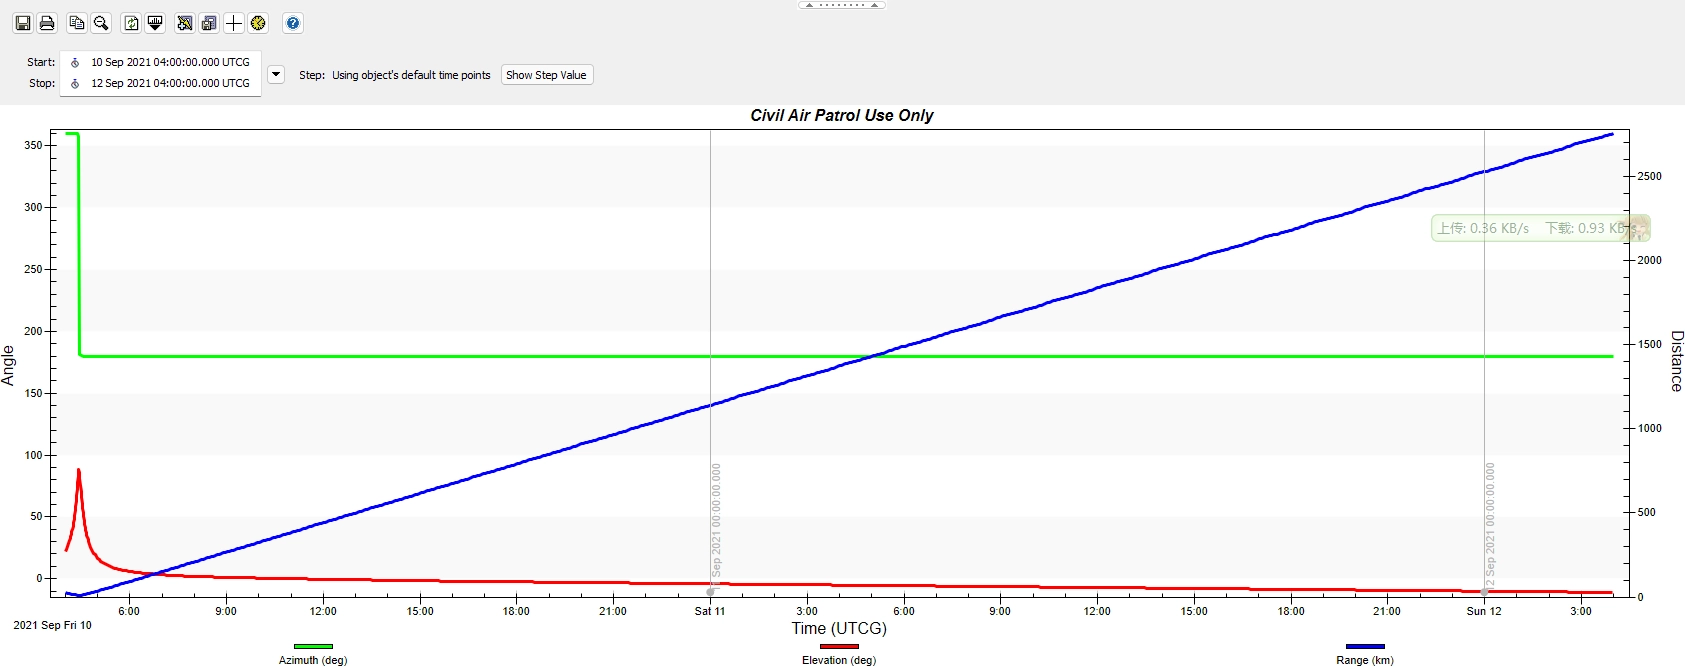 Start: 10 Sep 2021 04:00:00.000 UTCG
Stop: 12 Sep 2021 04:00:00.000 UTCG
Step: Using object's default time points Show Step Value
Civil Air Patrol Use Only
350
300
250
200
150
100
50
0
Angle
2500
2000
1500
1000
500
0
Distance
上传: 0.36 KB/s 下载: 0.93 KB/s
Sep 2021 00:00:00.000
12 Sep 2021 00:00:00.000
6:00 9:00 12:00 15:00 18:00 21:00 Sat 11 3:00 6:00 9:00 12:00 15:00 18:00 21:00 Sun 12 3:00
2021 Sep Fri 10
Time (UTCG)
Azimuth (deg) Elevation (deg) Range (km)